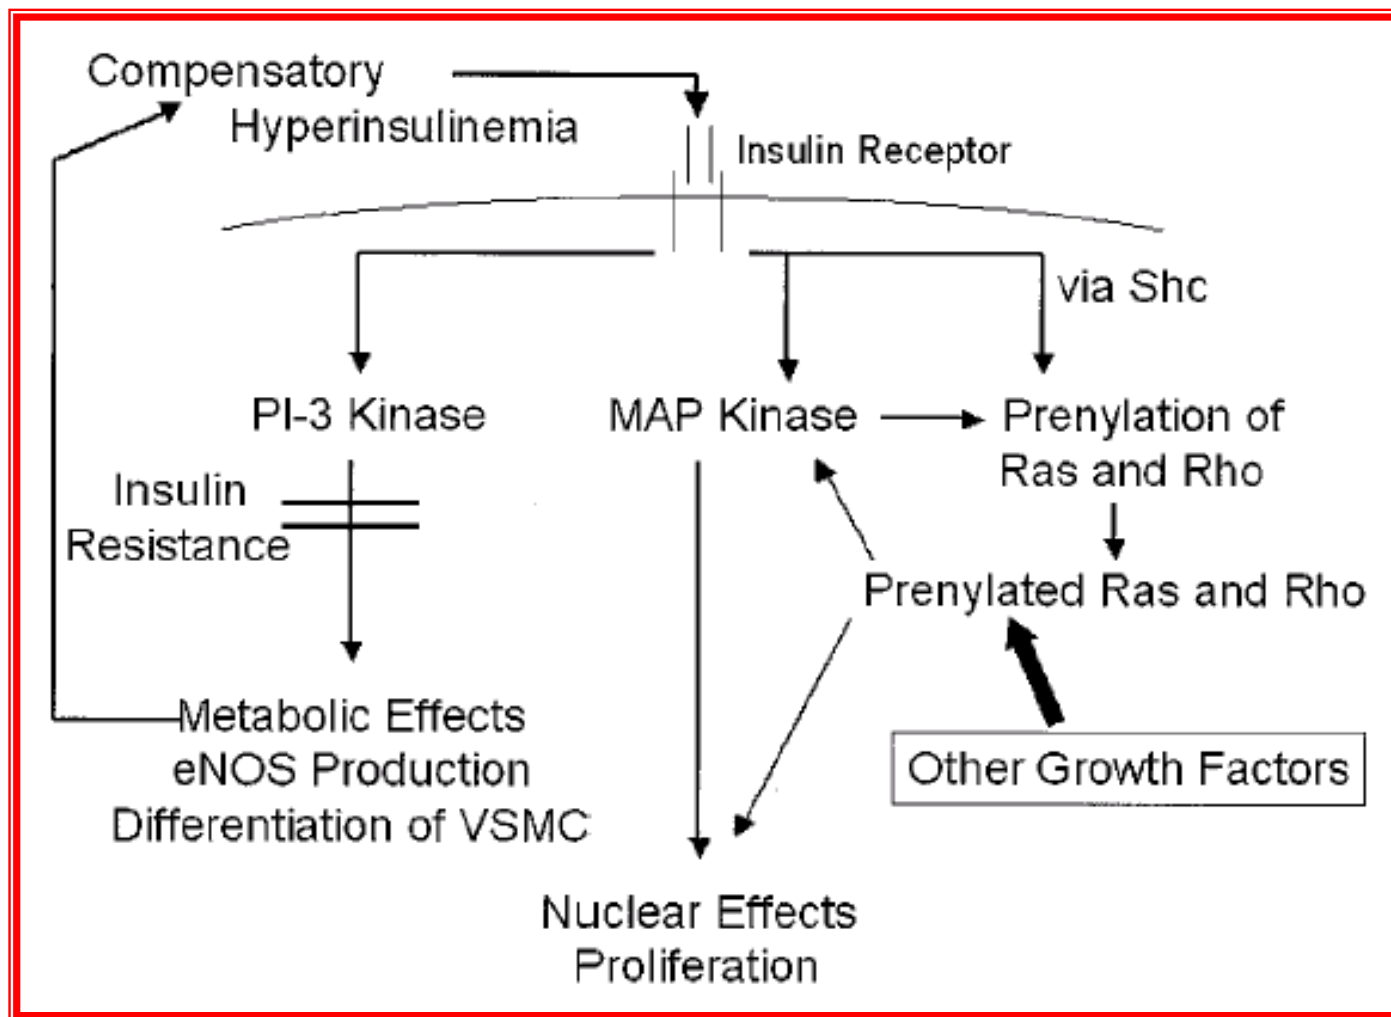 Compensatory
Hyperinsulinemia
Insulin Receptor
via Shc
PI-3 Kinase
MAP Kinase
Prenylation of
Ras and Rho
Insulin
Resistance
Prenylated Ras and Rho
Metabolic Effects
eNOS Production
Differentiation of VSMC
Other Growth Factors
Nuclear Effects
Proliferation